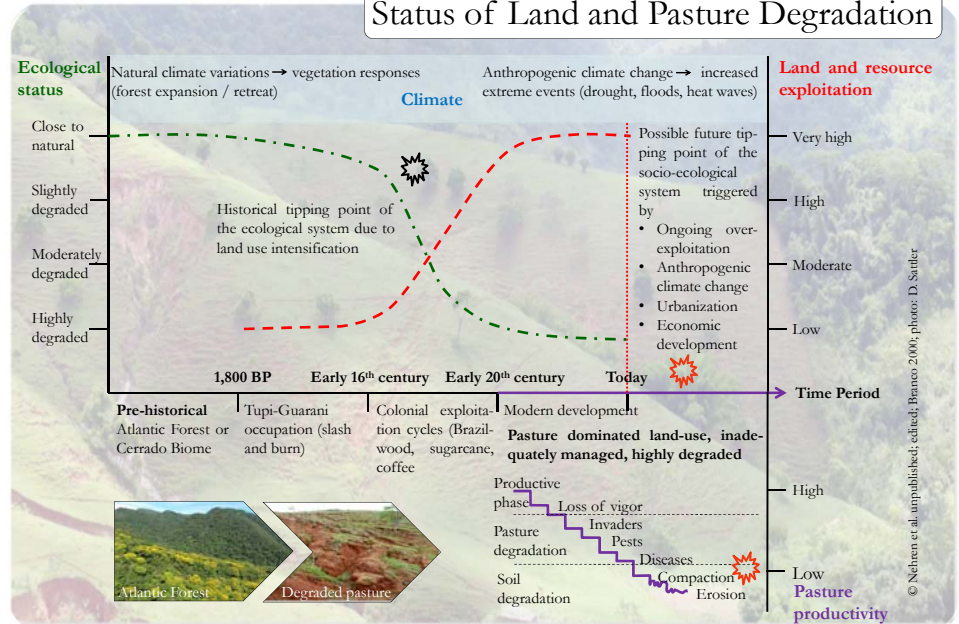 Status of Land and Pasture Degradation
Ecological
status
Natural climate variations → vegetation responses
(forest expansion / retreat)
Climate
Anthropogenic climate change → increased
extreme events (drought, floods, heat waves)
Land and resource
exploitation
Close to
natural
Slightly
degraded
Moderately
degraded
Highly
degraded
Historical tipping point of
the ecological system due to
land use intensification
Possible future tip-
ping point of the
socio-ecological
system triggered
by
• Ongoing over-
exploitation
• Anthropogenic
climate change
• Urbanization
• Economic
development
Very high
High
Moderate
Low
1,800 BP
Early 16th century
Early 20th century
Today
Time Period
Pre-historical
Atlantic Forest or
Cerrado Biome
Tupi-Guarani
occupation (slash
and burn)
Colonial exploita-
tion cycles (Brazil-
wood, sugarcane,
coffee
Modern development
Pasture dominated land-use, inade-
quately managed, highly degraded
Productive
phase
Loss of vigor
Invaders
Pests
Diseases
Compaction
Erosion
Pasture
degradation
Soil
degradation
High
Low
Pasture
productivity
Atlantic Forest
Degraded pasture
© Nehren et al. unpublished; edited; Branco 2000; photo: D. Sattler